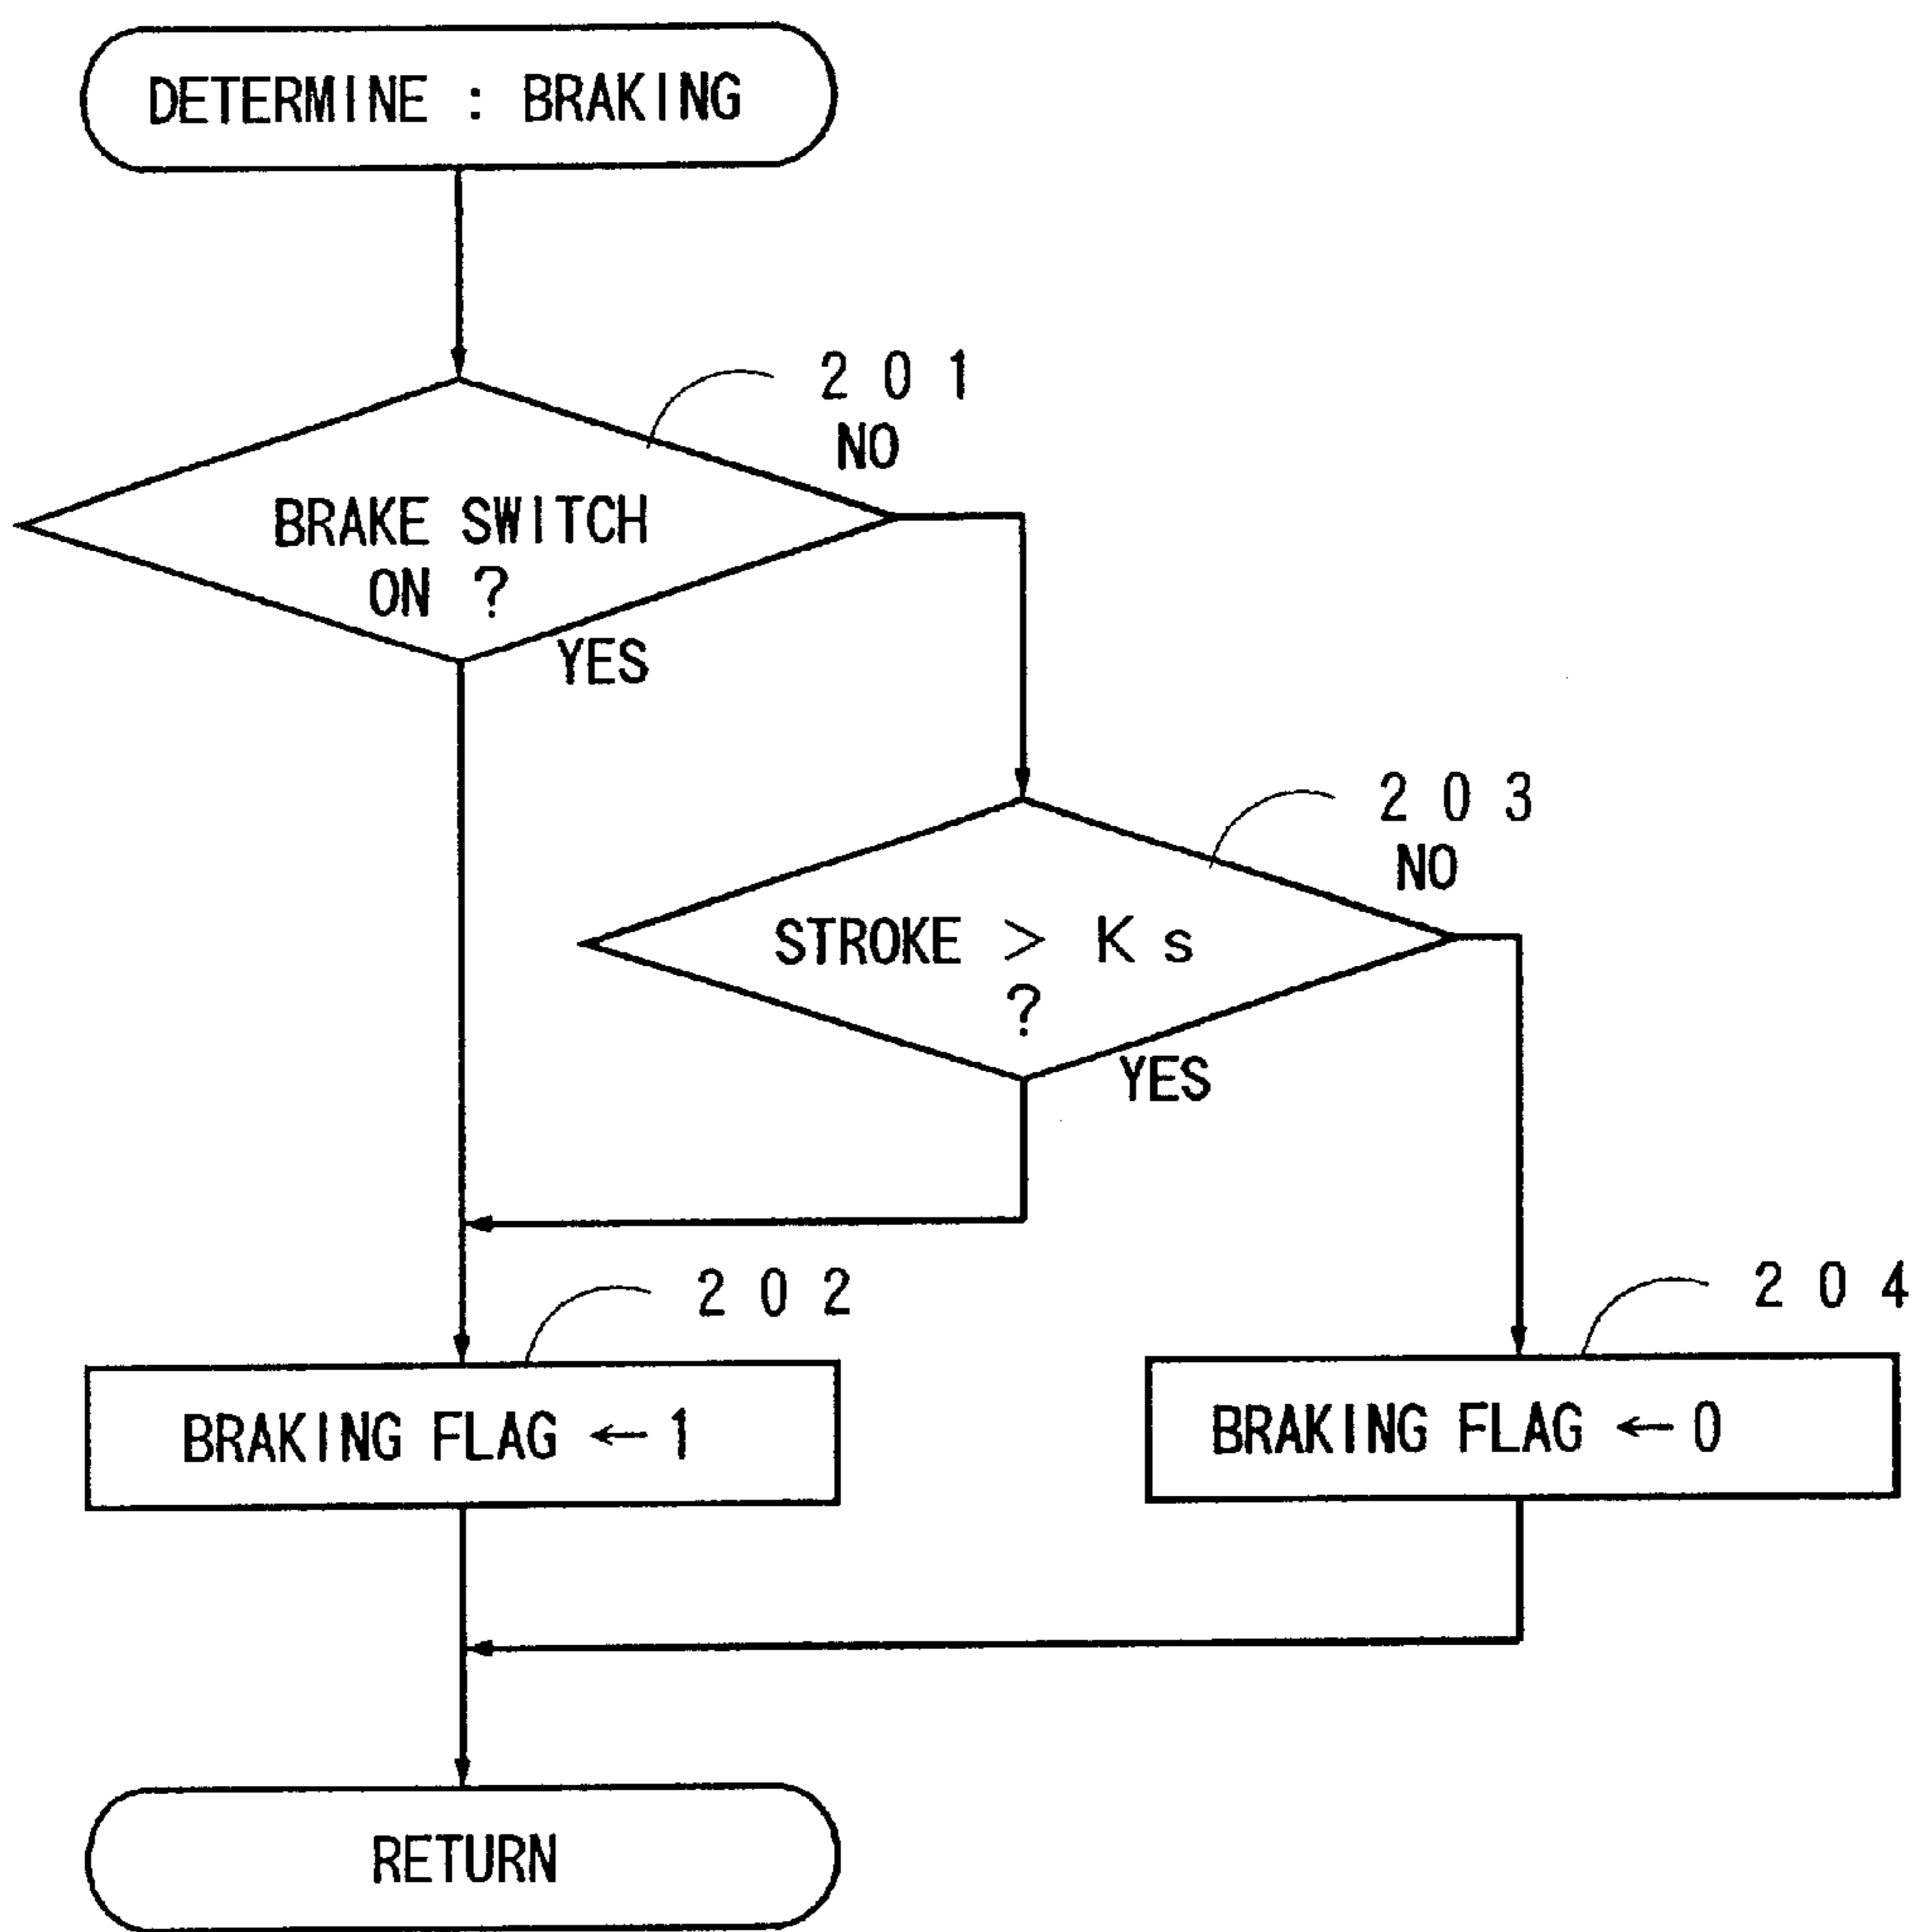 DETERMINE : BRAKING
201
NO
BRAKE SWITCH
ON ?
YES
203
NO
STROKE > Ks
?
YES
202
204
BRAKING FLAG ← 1
BRAKING FLAG ← 0
RETURN